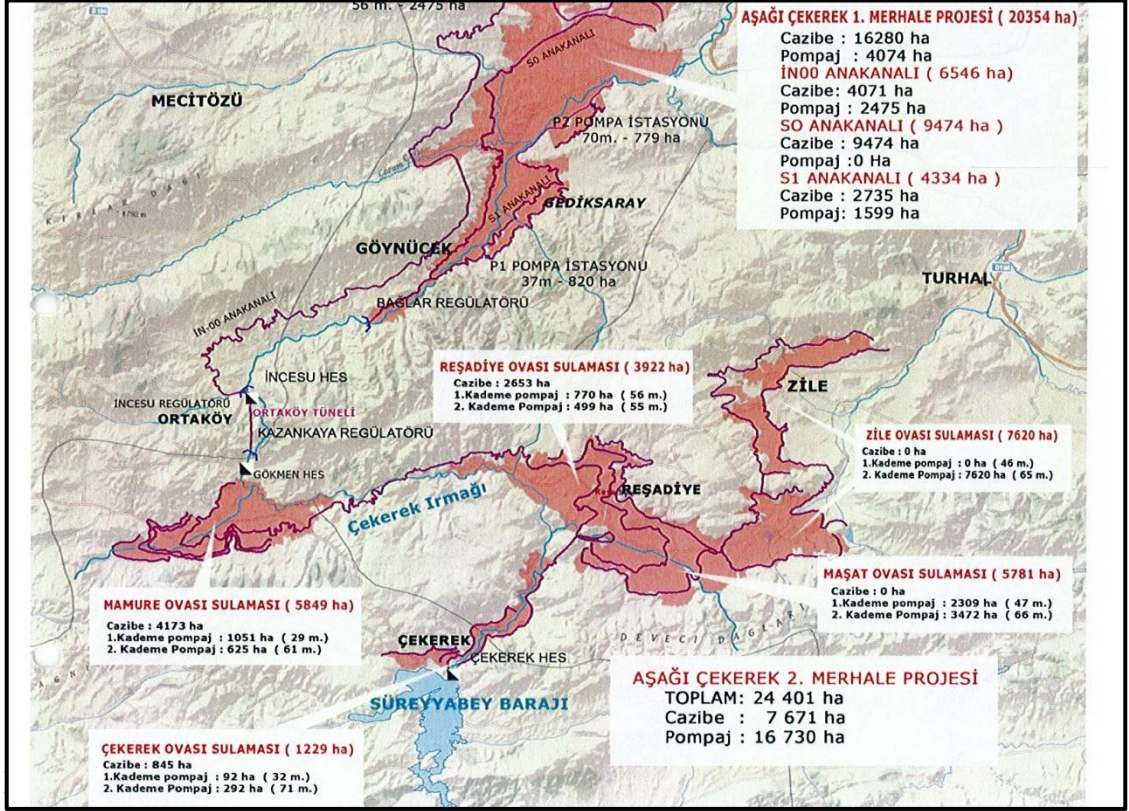 56 m. - 2475 ha
AŞAĞI ÇEKEREK 1. MERHALE PROJESİ ( 20354 ha)
Cazibe : 16280 ha
Pompaj : 4074 ha
İN00 ANAKANALI ( 6546 ha)
Cazibe: 4071 ha
Pompaj : 2475 ha
SO ANAKANALI ( 9474 ha )
Cazibe : 9474 ha
Pompaj :0 Ha
S1 ANAKANALI ( 4334 ha )
Cazibe : 2735 ha
Pompaj: 1599 ha
S0 ANAKANALI
MECİTÖZÜ
P2 POMPA İSTASYONU
70m. - 779 ha
KIRLAR DAĞI
1792 m
S1 ANAKANALI
GEDİKSARAY
GÖYNÜCEK
P1 POMPA İSTASYONU
37m - 820 ha
TURHAL
BAĞLAR REGÜLATÖRÜ
İN-00 ANAKANALI
İNCESU HES
İNCESU REGÜLATÖRÜ
ORTAKÖY
ORTAKÖY TÜNELİ
KAZANKAYA REGÜLATÖRÜ
GÖKMEN HES
REŞADİYE OVASI SULAMASI ( 3922 ha)
Cazibe : 2653 ha
1.Kademe pompaj : 770 ha ( 56 m.)
2. Kademe Pompaj : 499 ha ( 55 m.)
ZİLE
ZİLE OVASI SULAMASI ( 7620 ha)
Cazibe : 0 ha
1.Kademe pompaj : 0 ha ( 46 m.)
2. Kademe Pompaj : 7620 ha ( 65 m.)
REŞADİYE
Çekerek Irmağı
MAŞAT OVASI SULAMASI ( 5781 ha)
Cazibe : 0 ha
1.Kademe pompaj : 2309 ha ( 47 m.)
2. Kademe Pompaj : 3472 ha ( 66 m.)
MAMURE OVASI SULAMASI ( 5849 ha)
Cazibe : 4173 ha
1.Kademe pompaj : 1051 ha ( 29 m.)
2. Kademe Pompaj : 625 ha ( 61 m.)
DEVECİ DAĞLARI
ÇEKEREK
ÇEKEREK HES
SÜREYYABEY BARAJI
AŞAĞI ÇEKEREK 2. MERHALE PROJESİ
TOPLAM: 24 401 ha
Cazibe : 7 671 ha
Pompaj : 16 730 ha
ÇEKEREK OVASI SULAMASI ( 1229 ha)
Cazibe : 845 ha
1.Kademe pompaj : 92 ha ( 32 m.)
2. Kademe Pompaj : 292 ha ( 71 m.)